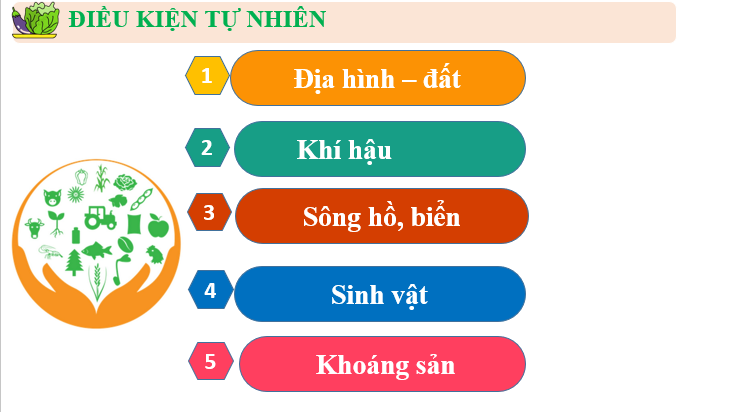 ĐIỀU KIỆN TỰ NHIÊN
1 Địa hình – đất
2 Khí hậu
3 Sông hồ, biển
4 Sinh vật
5 Khoáng sản